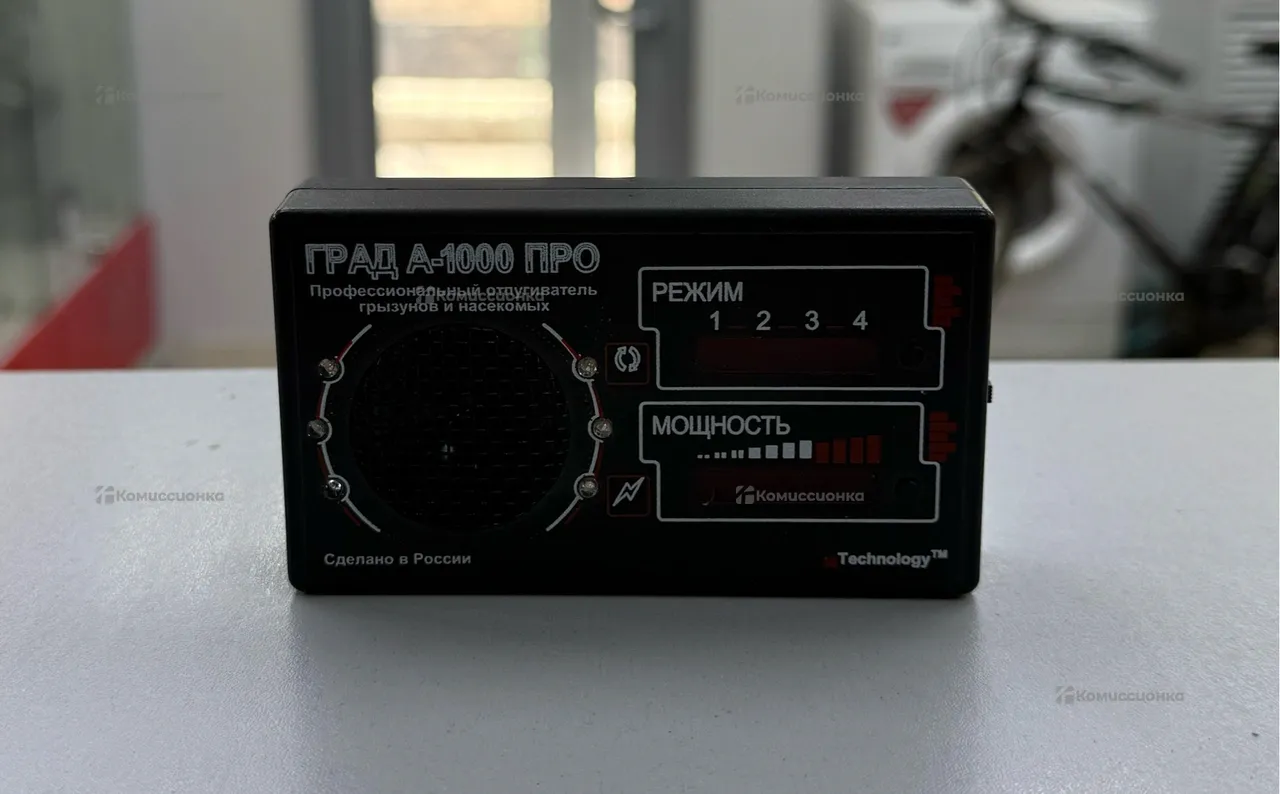 ГРАД А-1000 ПРО
Профессиональный отпугиватель
грызунов и насекомых
РЕЖИМ
1 2 3 4
МОЩНОСТЬ
Сделано в России
Technology™
Комиссионка
Комиссионка
Комиссионка
Комиссионка
Комиссионка
Комиссионка
Комиссионка